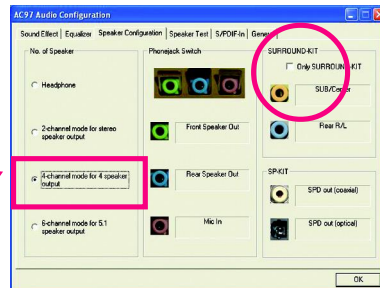 AC97 Audio Configuration
Sound Effect | Equalizer | Speaker Configuration | Speaker Test | S/PDIF-In | General
No. of Speaker
Headphone
2-channel mode for stereo
speaker output
4-channel mode for 4 speaker
output
6-channel mode for 5.1
speaker output
Phonejack Switch
Front Speaker Out
Rear Speaker Out
Mic In
SURROUND-KIT
Only SURROUND-KIT
SUB/Center
Rear R/L
SP-KIT
SPD out (coaxial)
SPD out (optical)
OK